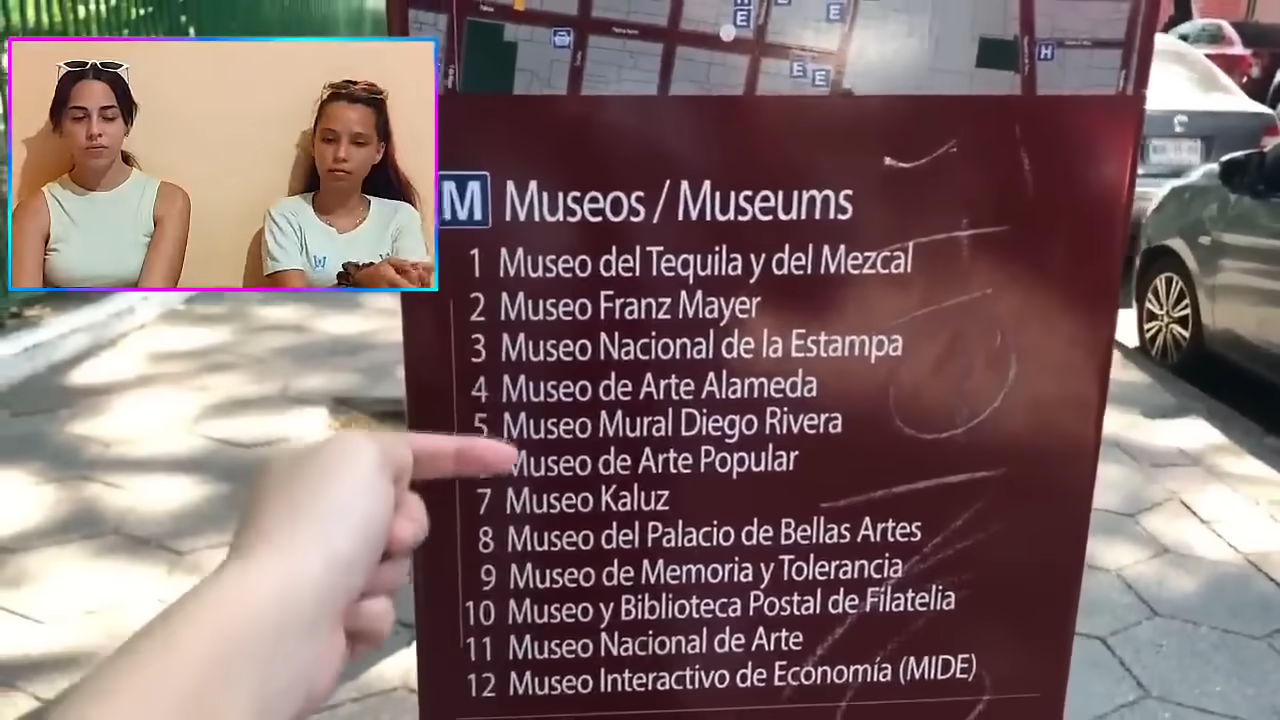 E
E
E
E E
H
M Museos / Museums
1 Museo del Tequila y del Mezcal
2 Museo Franz Mayer
3 Museo Nacional de la Estampa
4 Museo de Arte Alameda
5 Museo Mural Diego Rivera
Museo de Arte Popular
7 Museo Kaluz
8 Museo del Palacio de Bellas Artes
9 Museo de Memoria y Tolerancia
10 Museo y Biblioteca Postal de Filatelia
11 Museo Nacional de Arte
12 Museo Interactivo de Economía (MIDE)